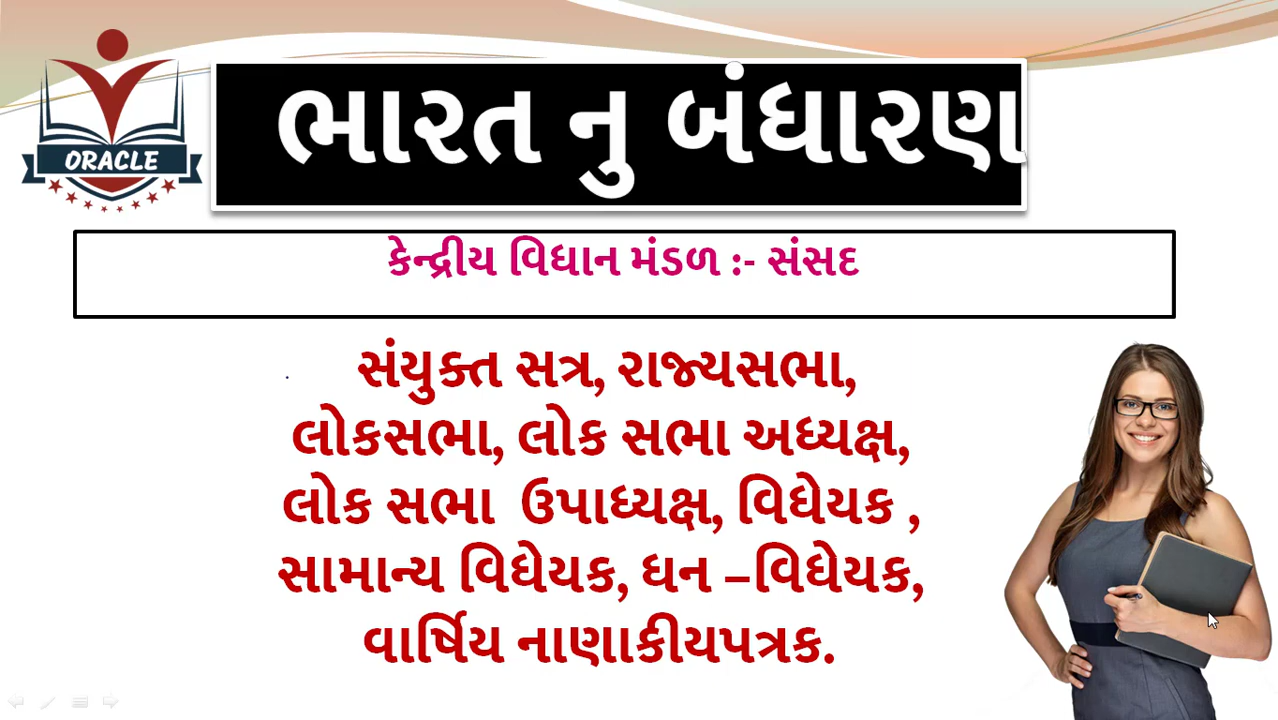 ORACLE
ભારત નુ બંધારણ
કેન્દ્રીય વિધાન મંડળ :- સંસદ
સંયુક્ત સત્ર, રાજ્યસભા,
લોકસભા, લોક સભા અધ્યક્ષ,
લોક સભા ઉપાધ્યક્ષ, વિધેયક ,
સામાન્ય વિધેયક, ધન –વિધેયક,
વાર્ષિય નાણાકીયપત્રક.